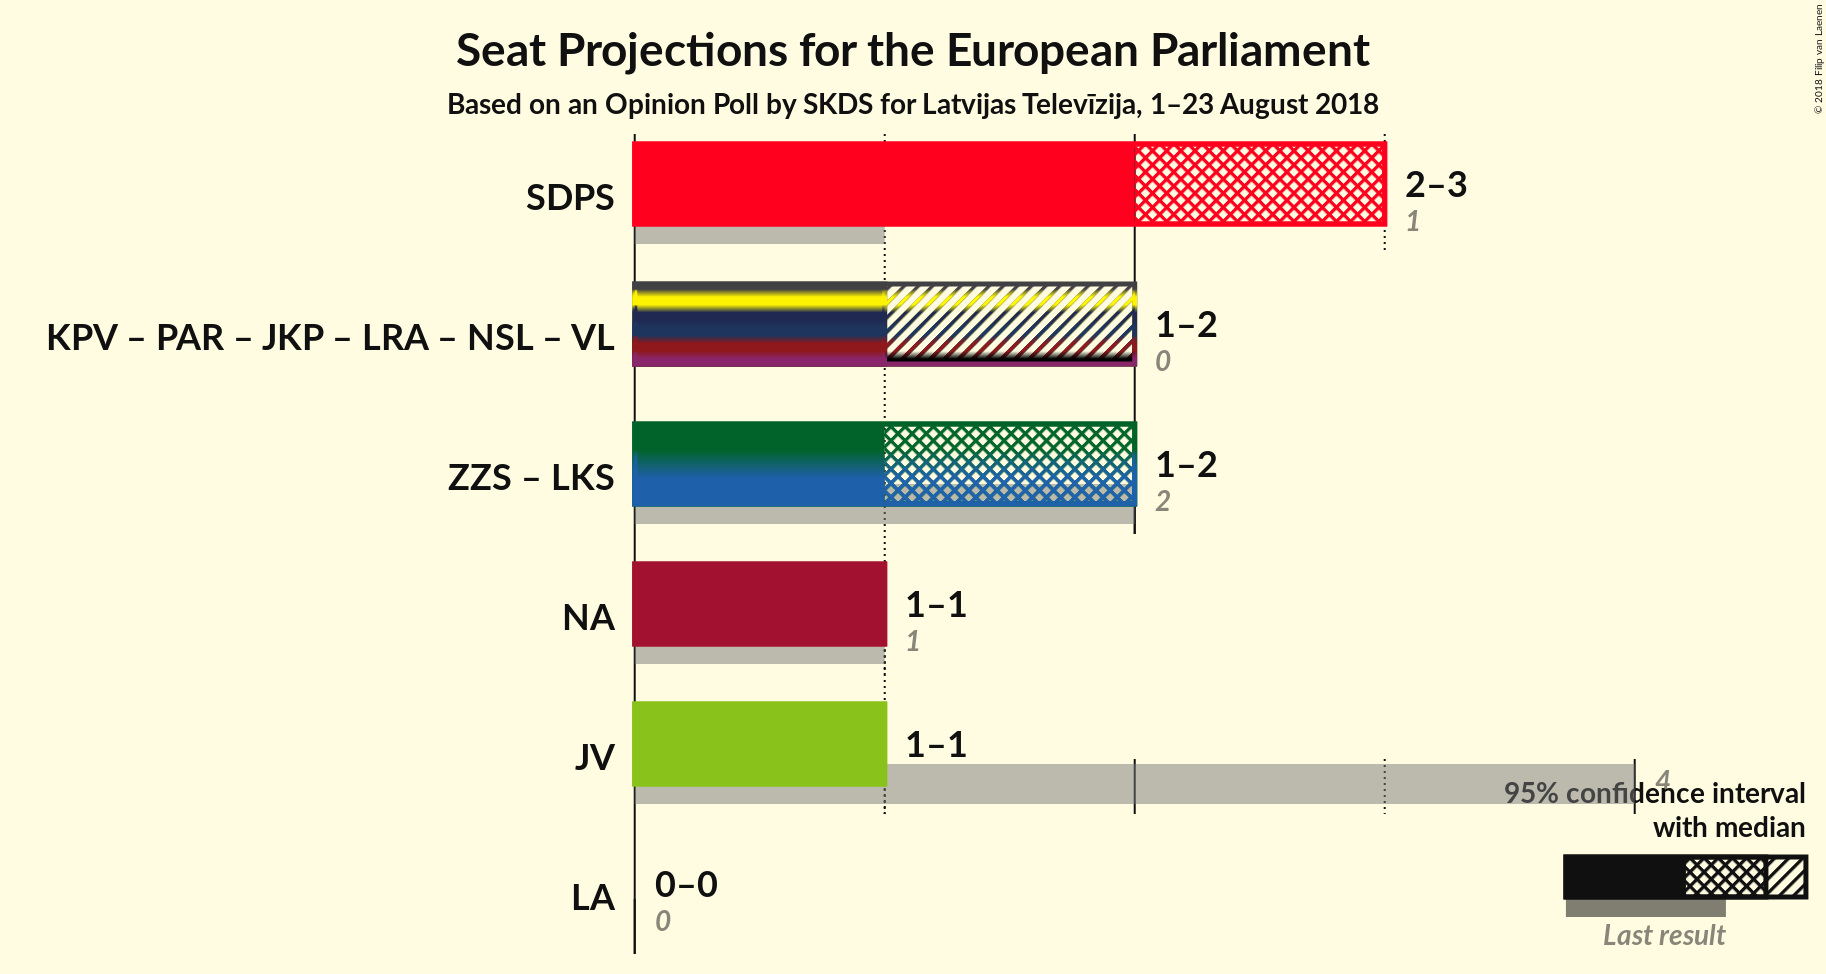 Seat Projections for the European Parliament
Based on an Opinion Poll by SKDS for Latvijas Televīzija, 1–23 August 2018
© 2018 Filip van Laenen
SDPS
2–3
1
KPV – PAR – JKP – LRA – NSL – VL
1–2
0
ZZS – LKS
1–2
2
NA
1–1
1
JV
1–1
4
LA
0–0
0
95% confidence interval
with median
Last result